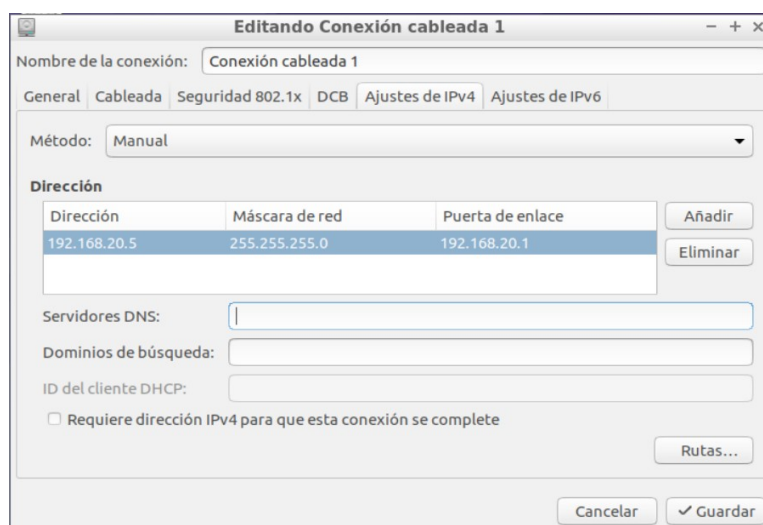 Editando Conexión cableada 1
Nombre de la conexión: Conexión cableada 1
General Cableada Seguridad 802.1x DCB Ajustes de IPv4 Ajustes de IPv6
Método: Manual
Dirección
Dirección Máscara de red Puerta de enlace Añadir
192.168.20.5 255.255.255.0 192.168.20.1
Eliminar
Servidores DNS:
Dominios de búsqueda:
ID del cliente DHCP:
Requiere dirección IPv4 para que esta conexión se complete
Rutas...
Cancelar Guardar